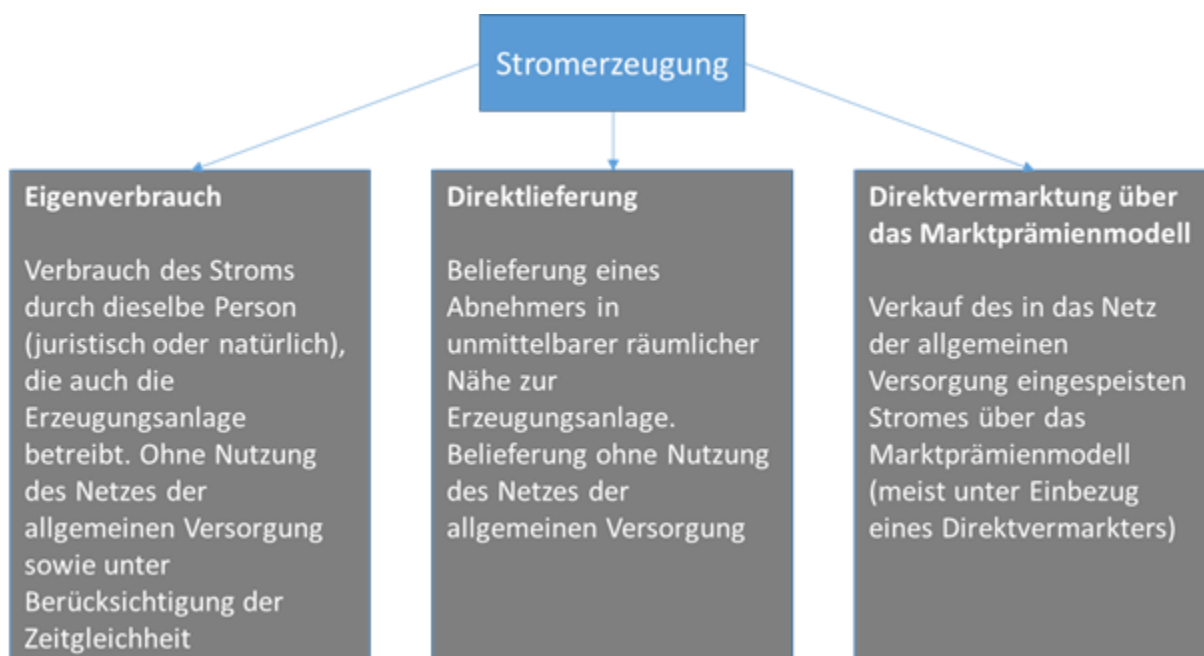 Stromerzeugung
Eigenverbrauch
Verbrauch des Stroms
durch dieselbe Person
(juristisch oder natürlich),
die auch die
Erzeugungsanlage
betreibt. Ohne Nutzung
des Netzes der
allgemeinen Versorgung
sowie unter
Berücksichtigung der
Zeitgleichheit
Direktlieferung
Belieferung eines
Abnehmers in
unmittelbarer räumlicher
Nähe zur
Erzeugungsanlage.
Belieferung ohne Nutzung
des Netzes der
allgemeinen Versorgung
Direktvermarktung über
das Marktprämienmodell
Verkauf des in das Netz
der allgemeinen
Versorgung eingespeisten
Stromes über das
Marktprämienmodell
(meist unter Einbezug
eines Direktvermarkters)